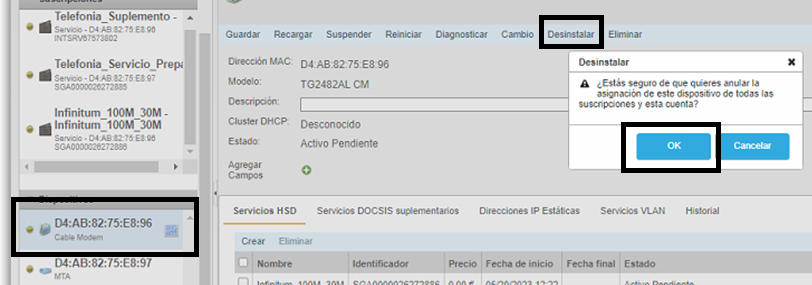 Telefonia_Suplemento -
Servicio - D4:AB:82:75:E8:96
INTSRV67573802
Telefonia_Servicio_Prepa
Servicio - D4:AB:82:75:E8:97
SGA0000026272885
Infinitum_100M_30M -
Infinitum_100M_30M
Servicio - D4:AB:82:75:E8:96
SGA0000026272886
Dispositivos
D4:AB:82:75:E8:96
Cable Modem
D4:AB:82:75:E8:97
MTA
Guardar Recargar Suspender Reiniciar Diagnosticar Cambio Desinstalar Eliminar
Dirección MAC: D4:AB:82:75:E8:96
Modelo: TG2482AL CM
Descripción:
Cluster DHCP: Desconocido
Estado: Activo Pendiente
Agregar
Campos
Desinstalar
¿Estás seguro de que quieres anular la
asignación de este dispositivo de todas las
suscripciones y esta cuenta?
OK Cancelar
Servicios HSD Servicios DOCSIS suplementarios Direcciones IP Estáticas Servicios VLAN Historial
Crear Eliminar
Nombre Identificador Precio Fecha de inicio Fecha final Estado
Infinitum_100M_30M SGA0000026272886 0.00 € 05/20/2023 12:22 Activo Pendiente